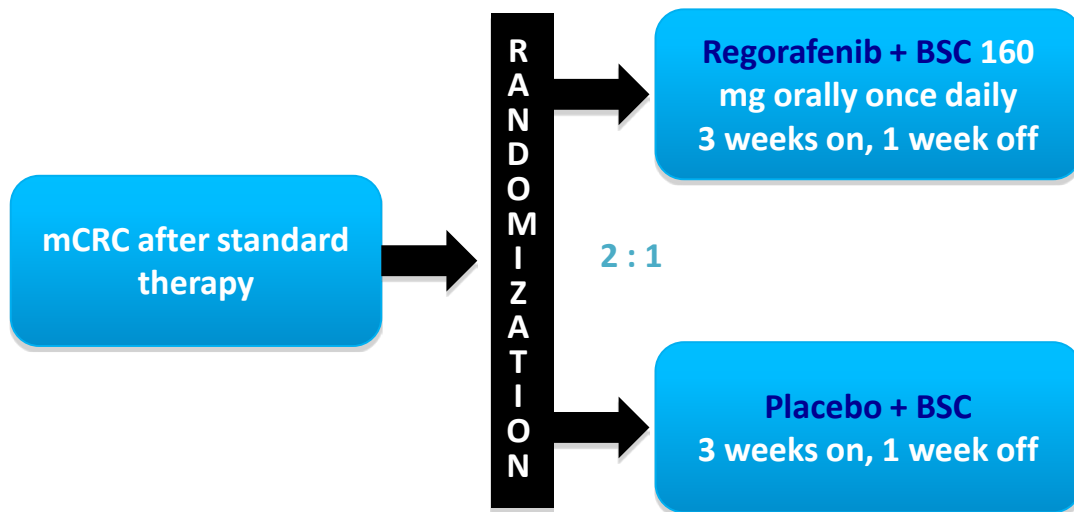 mCRC after standard
therapy
RANDOMIZATION
Regorafenib + BSC 160
mg orally once daily
3 weeks on, 1 week off
2 : 1
Placebo + BSC
3 weeks on, 1 week off